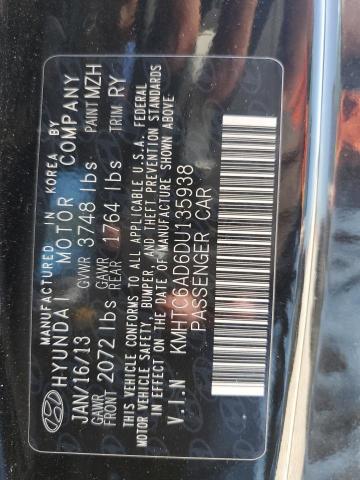 MANUFACTURED IN KOREA BY
HYUNDAI MOTOR COMPANY
JAN/16/13 GVWR 3748 lbs PAINT MZH
GAWR FRONT 2072 lbs GAWR REAR 1764 lbs TRIM RY
THIS VEHICLE CONFORMS TO ALL APPLICABLE U.S.A. FEDERAL
MOTOR VEHICLE SAFETY, BUMPER, AND THEFT PREVENTION STANDARDS
IN EFFECT ON THE DATE OF MANUFACTURE SHOWN ABOVE
V.I.N KMHTC6AD6DU135938
PASSENGER CAR